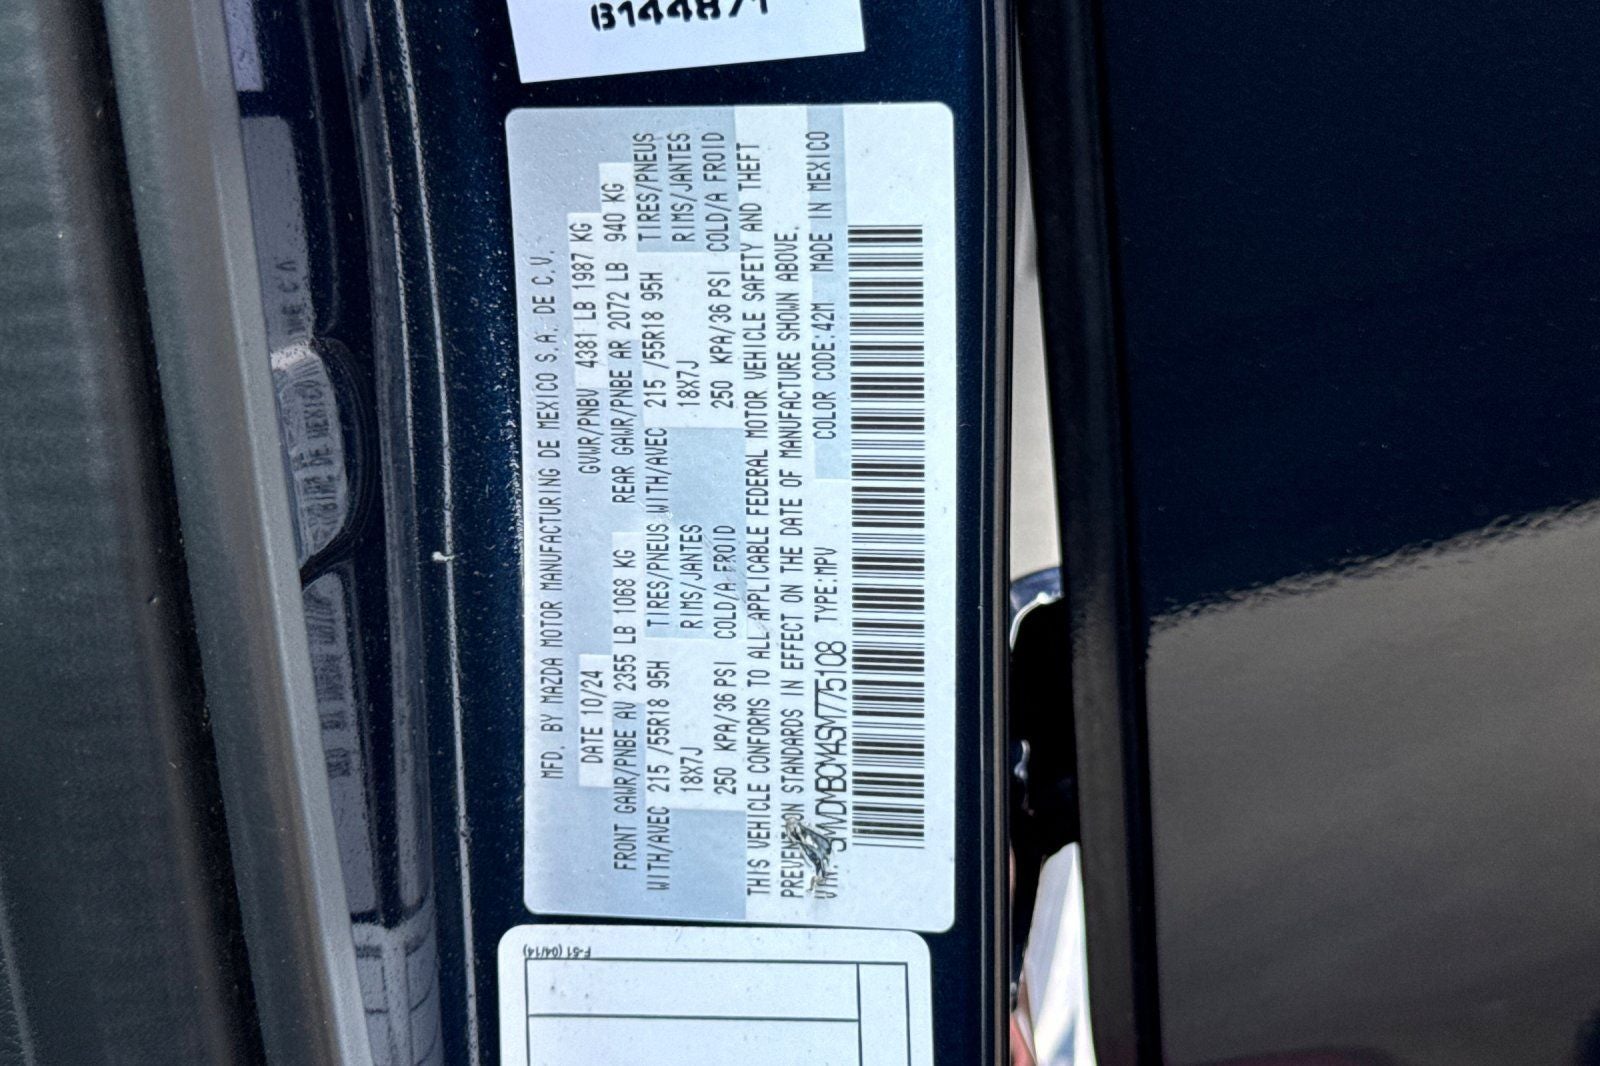 MFD. BY MAZDA MOTOR MANUFACTURING DE MEXICO S.A. DE C.V.
DATE 10/24 GVWR/PNBV 4381 LB 1987 KG
FRONT GAWR/PNBE AV 2355 LB 1068 KG REAR GAWR/PNBE AR 2072 LB 940 KG
WITH/AVEC 215 /55R18 95H TIRES/PNEUS WITH/AVEC 215 /55R18 95H TIRES/PNEUS
18X7J RIMS/JANTES 18X7J RIMS/JANTES
250 KPA/36 PSI COLD/A FROID 250 KPA/36 PSI COLD/A FROID
THIS VEHICLE CONFORMS TO ALL APPLICABLE FEDERAL MOTOR VEHICLE SAFETY AND THEFT
PREVENTION STANDARDS IN EFFECT ON THE DATE OF MANUFACTURE SHOWN ABOVE.
VIN: 3MVDMBCM4SM775108 TYPE:MPV COLOR CODE:42M MADE IN MEXICO
F-51 (04/14)